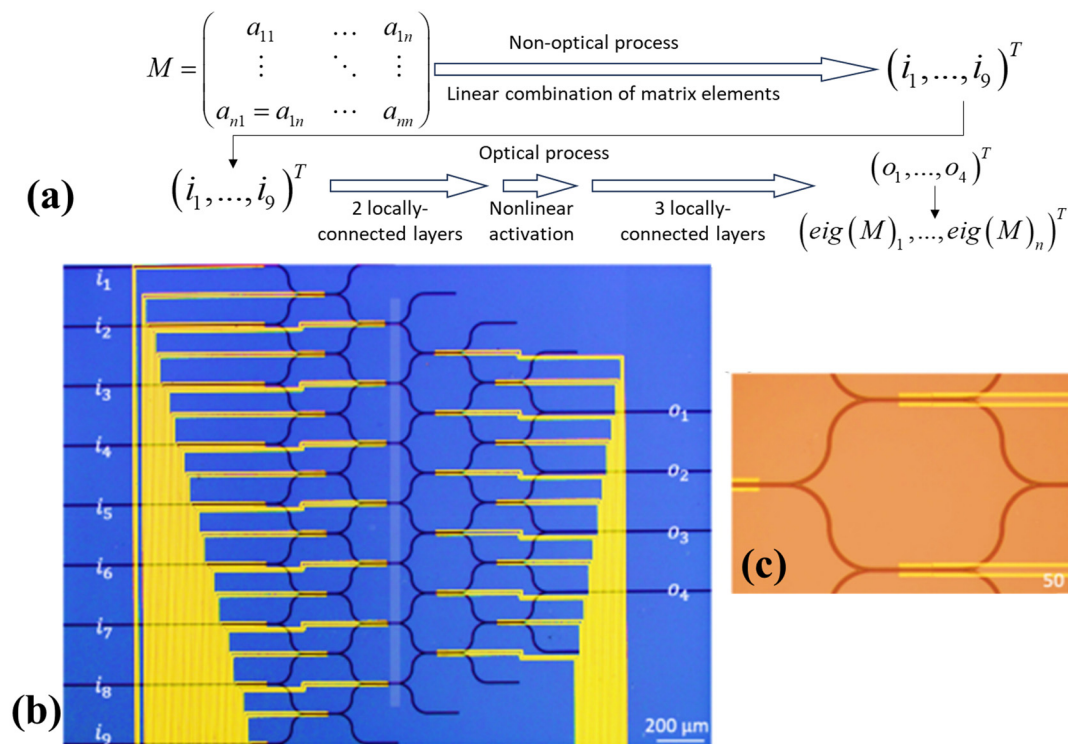 M = ( a11 … a1n
⋮ ⋱ ⋮
an1 = a1n ⋯ ann )
Non-optical process
Linear combination of matrix elements
(i1,...,i9)^T
Optical process
(a)
(i1,...,i9)^T
2 locally-
connected layers
Nonlinear
activation
3 locally-
connected layers
(o1,...,o4)^T
(eig(M)1,...,eig(M)n)^T
i1
i2
i3
i4
i5
i6
i7
i8
i9
o1
o2
o3
o4
200 μm
(b)
(c)
50